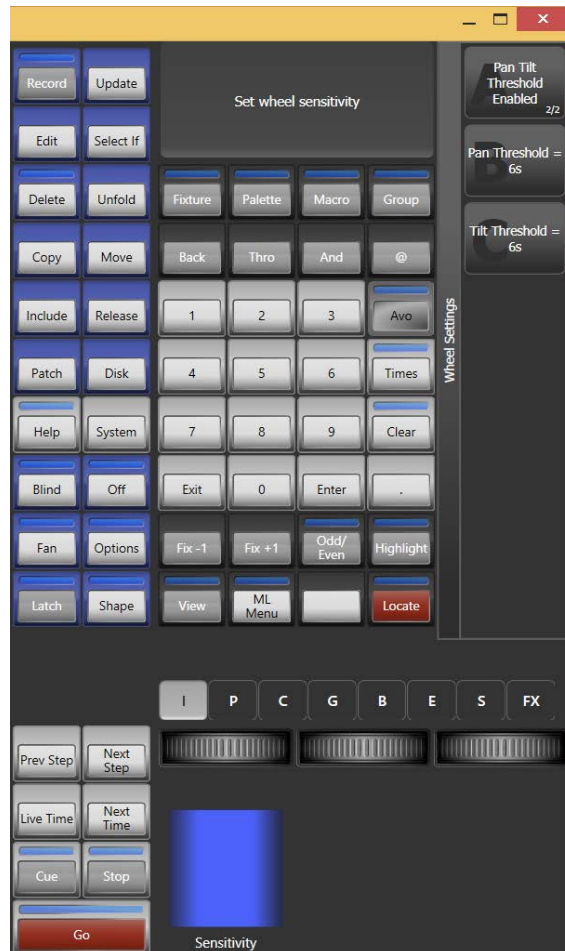 Record
Update
Set wheel sensitivity
A
Pan Tilt
Threshold
Enabled
2/2
Edit
Select If
B
Pan Threshold =
6s
Delete
Unfold
Fixture
Palette
Macro
Group
C
Tilt Threshold =
6s
Copy
Move
Back
Thro
And
@
Wheel Settings
Include
Release
1
2
3
Avo
Patch
Disk
4
5
6
Times
Help
System
7
8
9
Clear
Blind
Off
Exit
0
Enter
.
Fan
Options
Fix -1
Fix +1
Odd/
Even
Highlight
Latch
Shape
View
ML
Menu
Locate
I
P
C
G
B
E
S
FX
Prev Step
Next
Step
Live Time
Next
Time
Cue
Stop
Go
Sensitivity